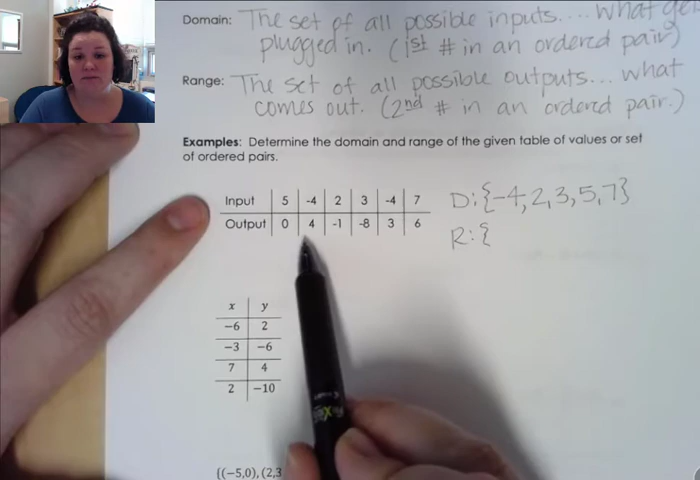 Domain: The set of all possible inputs.... what
plugged in. (1st # in an ordered pair)
Range: The set of all possible outputs... what
comes out. (2nd # in an ordered pair.)
Examples: Determine the domain and range of the given table of values or set
of ordered pairs.
Input 5 -4 2 3 -4 7
Output 0 4 -1 -8 3 6
D:{-4,2,3,5,7}
R:{
x y
-6 2
-3 -6
7 4
2 -10
{(-5,0),(2,3